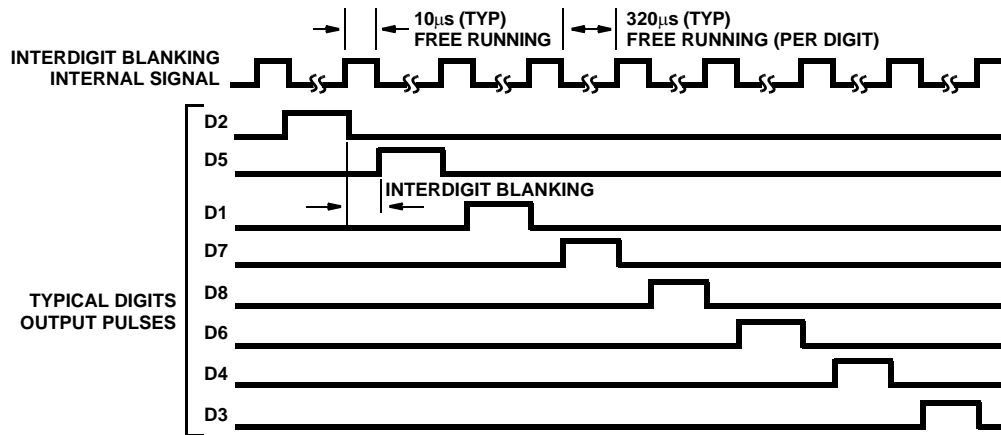 10μs (TYP)
FREE RUNNING
320μs (TYP)
FREE RUNNING (PER DIGIT)
INTERDIGIT BLANKING
INTERNAL SIGNAL
D2
D5
INTERDIGIT BLANKING
D1
D7
D8
TYPICAL DIGITS
OUTPUT PULSES
D6
D4
D3